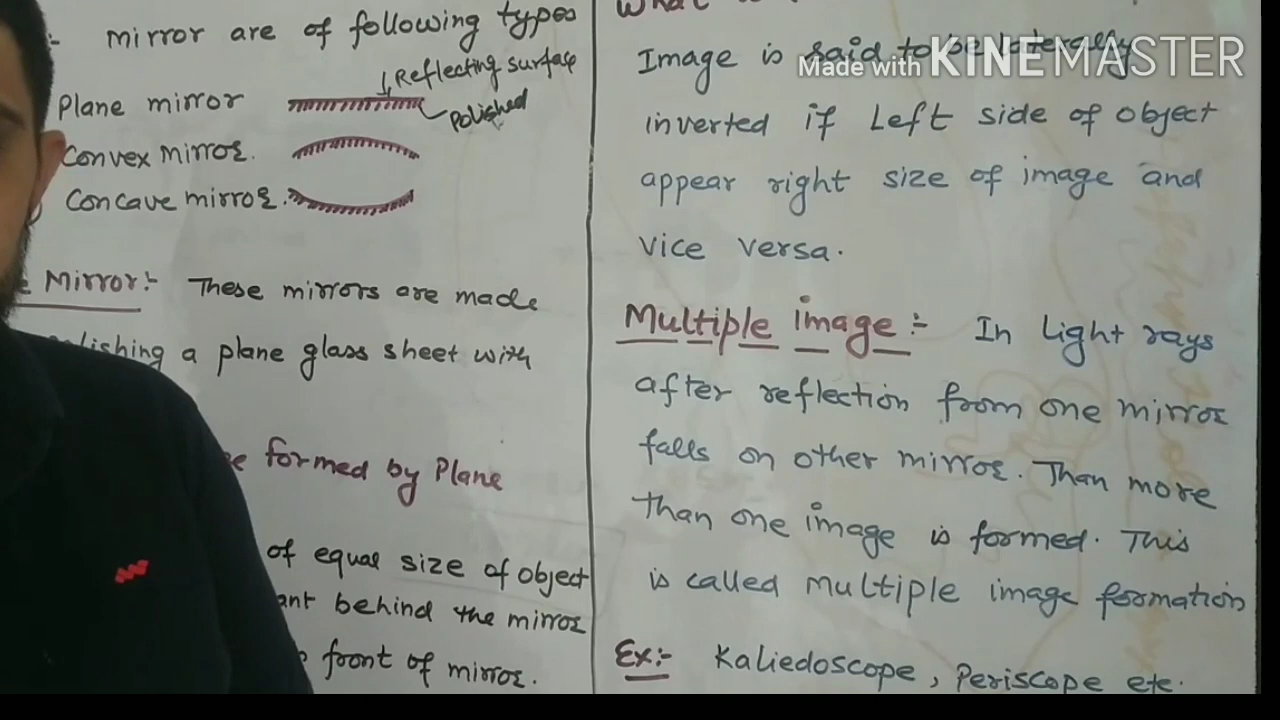 :- mirror are of following types
Reflecting surface
Plane mirror
Polished
Convex mirror.
Concave mirror.
Mirror:- These mirrors are made
a plane glass sheet with
formed by Plane
of equal size of object
behind the mirror
front of mirror.
Made with KINEMASTER
Image is said to be laterally
inverted if Left side of object
appear right size of image and
vice versa.
Multiple image:- In light rays
after reflection from one mirror
falls on other mirror. Than more
than one image is formed. This
is called multiple image formation
Ex:- Kaliedoscope, Periscope etc.